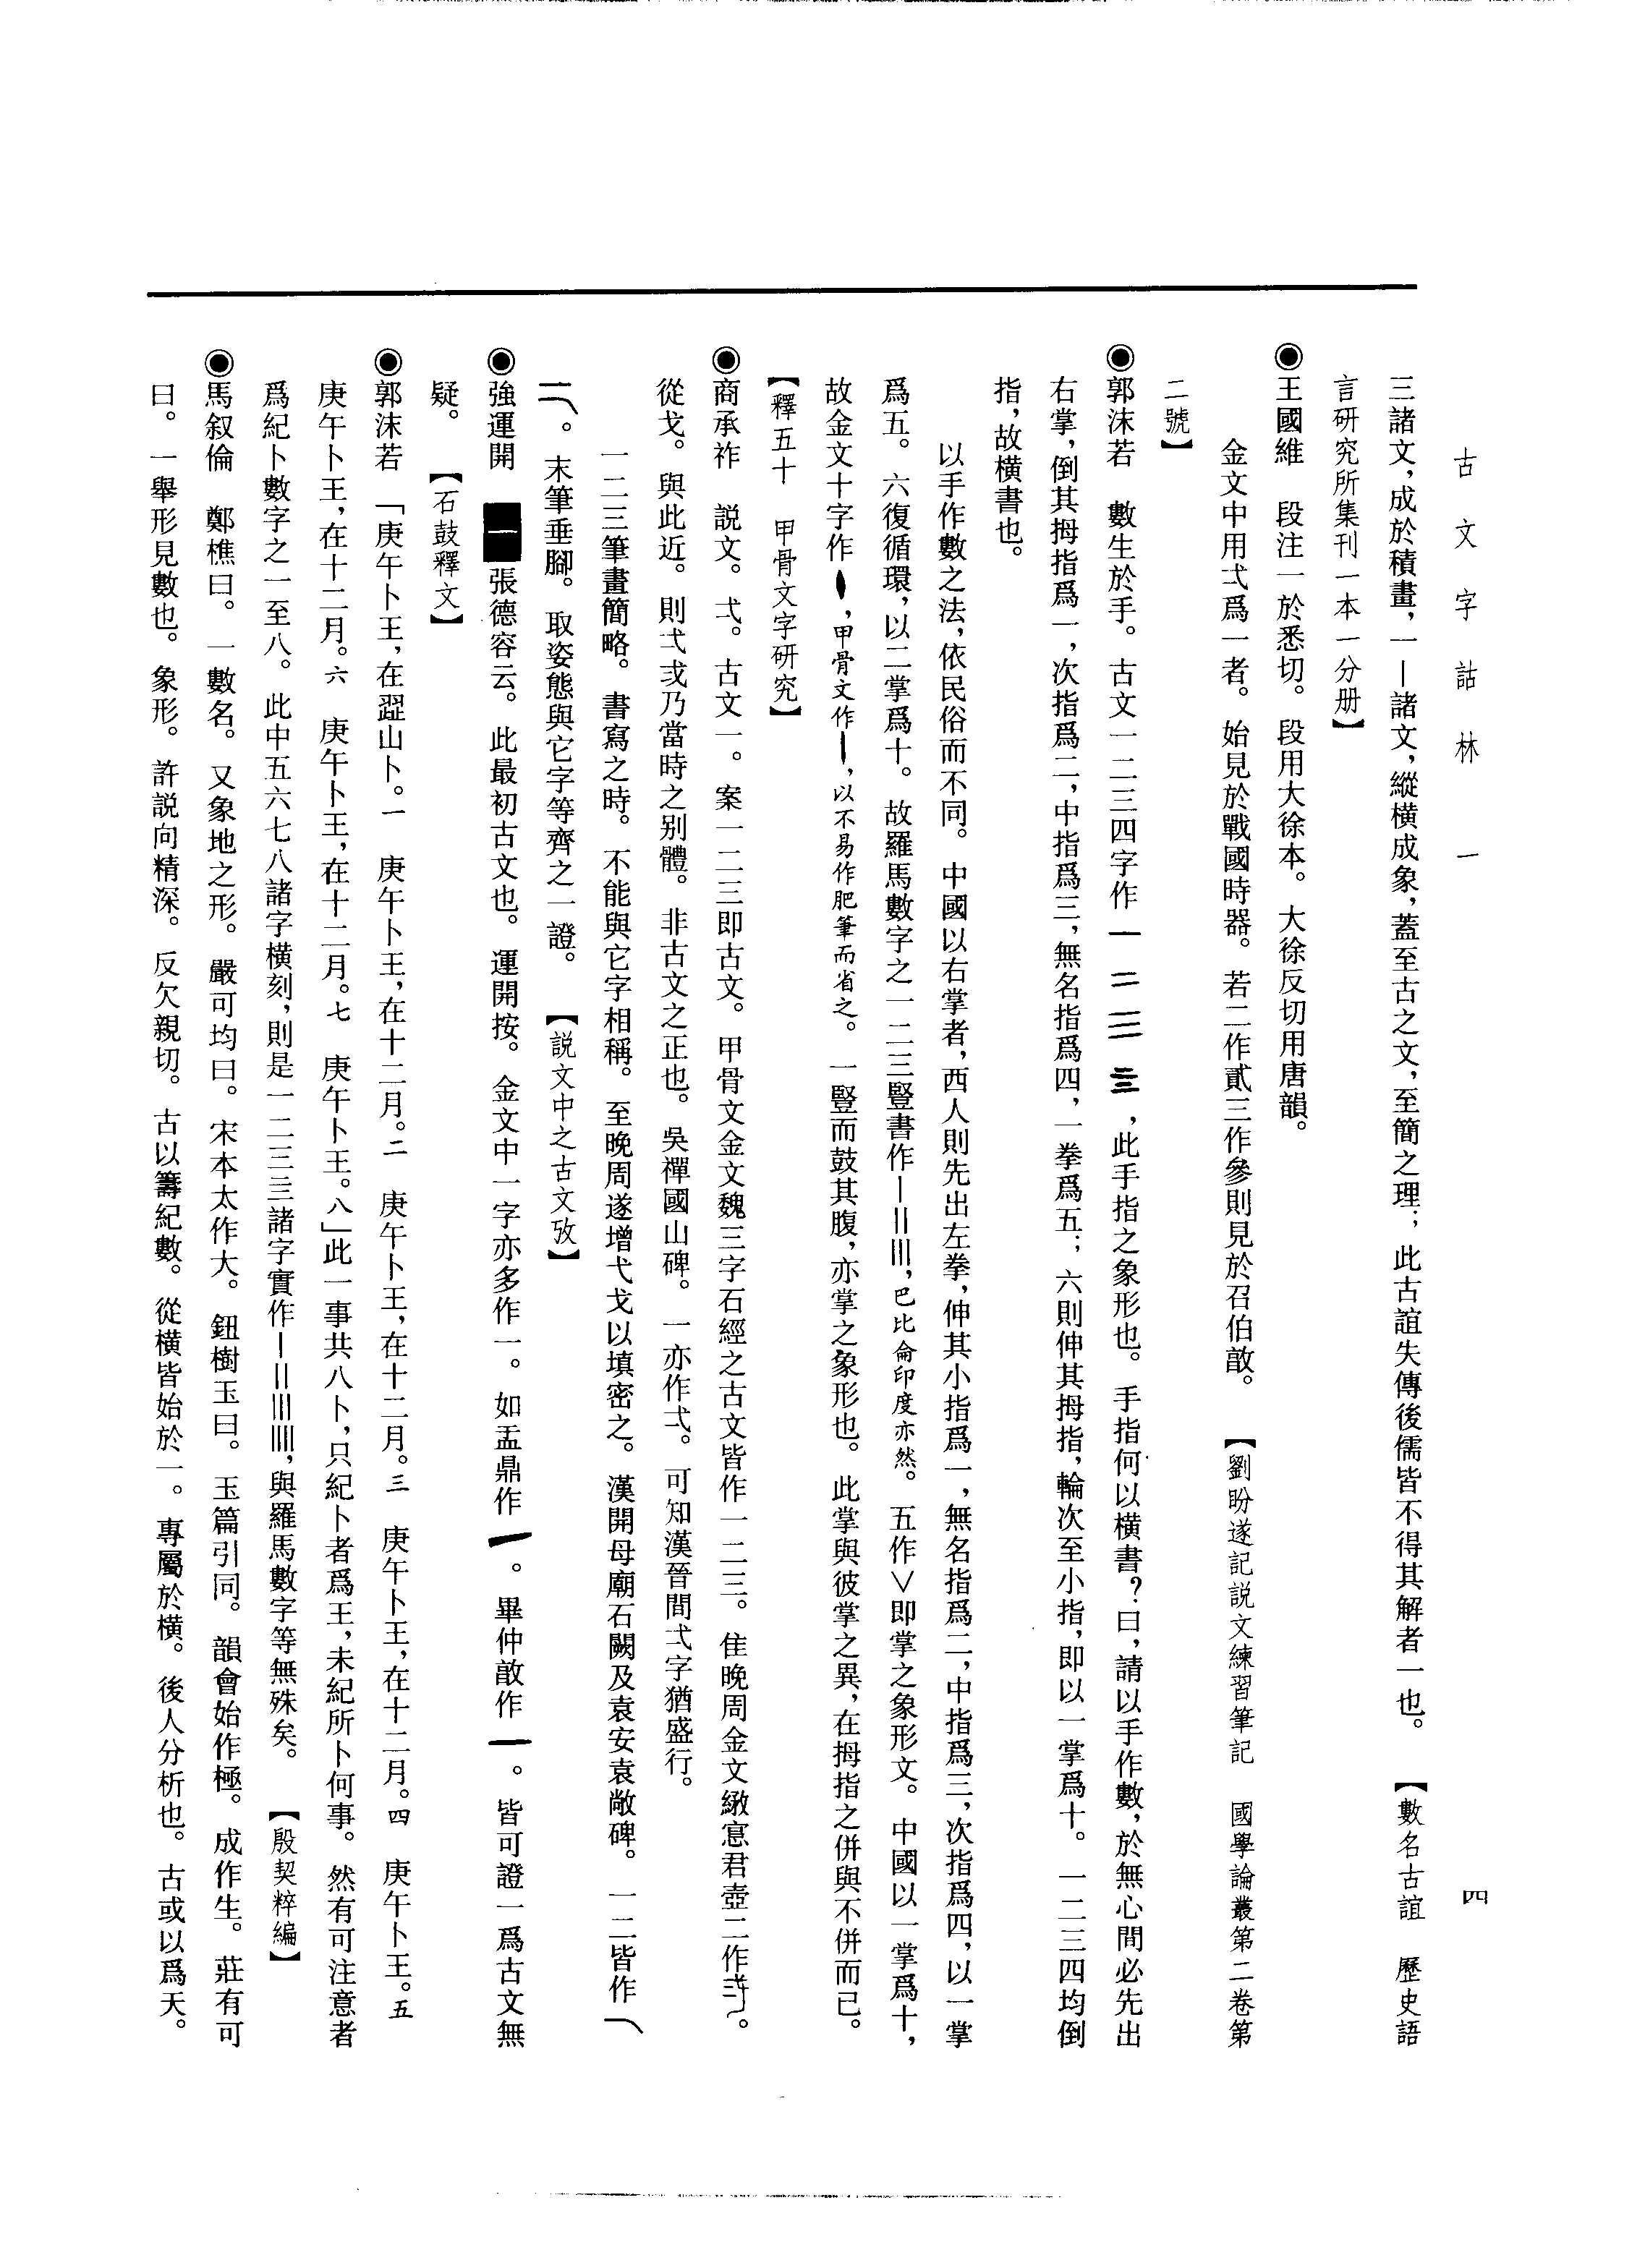 古文字詁林 一
四
三諸文，成於積畫，一丨諸文，縱橫成象，蓋至古之文，至簡之理；此古誼失傳後儒皆不得其解者一也。 【數名古誼 歷史語
言研究所集刊一本一分册】
◉王國維 段注一於悉切。段用大徐本。大徐反切用唐韻。
金文中用弌爲一者。始見於戰國時器。若二作貳三作參則見於召伯敢。 【劉盼遂記説文練習筆記 國學論叢第二卷第
二號】
◉郭沫若 數生於手。古文一二三四字作一二三亖，此手指之象形也。手指何以橫書？曰，請以手作數，於無心間必先出
右掌，倒其拇指爲一，次指爲二，中指爲三，無名指爲四，一拳爲五；六則伸其拇指，輪次至小指，即以一掌爲十。一二三四均倒
指，故橫書也。
以手作數之法，依民俗而不同。中國以右掌者，西人則先出左拳，伸其小指爲一，無名指爲二，中指爲三，次指爲四，以一掌
爲五。六復循環，以二掌爲十。故羅馬數字之一二三豎書作丨〢〣，巴比侖印度亦然。五作∨即掌之象形文。中國以一掌爲十，
故金文十字作，甲骨文作丨，以不易作肥筆而省之。一豎而鼓其腹，亦掌之象形也。此掌與彼掌之異，在拇指之併與不併而已。
【釋五十 甲骨文字研究】
◉商承祚 説文。弌。古文一。案一二三即古文。甲骨文金文魏三字石經之古文皆作一二三。隹晚周金文緻窻君壺二作。
從戈。與此近。則弌戓乃當時之别體。非古文之正也。吳禪國山碑。一亦作弌。可知漢晉間弌字猶盛行。
一二三筆畫簡略。書寫之時。不能與它字相稱。至晚周遂增弋戈以填密之。漢開母廟石闕及袁安袁敞碑。一二皆作
。末筆垂腳。取姿態與它字等齊之一證。 【説文中之古文攷】
◉強運開 一張德容云。此最初古文也。運開按。金文中一字亦多作一。如盂鼎作一。畢仲敢作一。皆可證一爲古文無
疑。 【石鼓釋文】
◉郭沫若 「庚午卜王，在𨙻山卜。一 庚午卜王，在十二月。二 庚午卜王，在十二月。三 庚午卜王，在十二月。四 庚午卜王。五
庚午卜王，在十二月。六 庚午卜王，在十二月。七 庚午卜王。八」此一事共八卜，只紀卜者爲王，未紀所卜何事。然有可注意者
爲紀卜數字之一至八。此中五六七八諸字橫刻，則是一二三亖諸字實作丨〢〣||||，與羅馬數字等無殊矣。 【殷契粹編】
◉馬叙倫 鄭樵曰。一數名。又象地之形。嚴可均曰。宋本太作大。鈕樹玉曰。玉篇引同。韻會始作極。成作生。莊有可
曰。一舉形見數也。象形。許説向精深。反欠親切。古以籌紀數。從橫皆始於一。專屬於橫。後人分析也。古或以爲天。